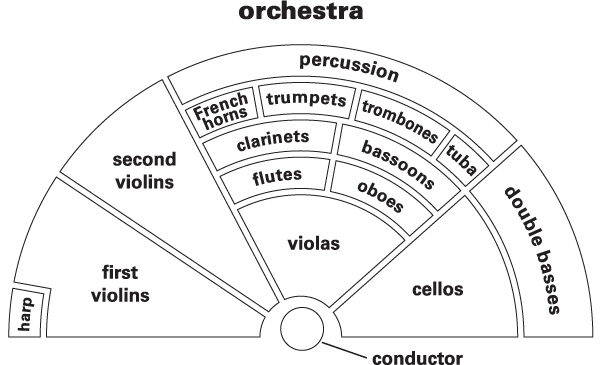 orchestra
percussion
French
horns
trumpets
trombones
tuba
clarinets
bassoons
second
violins
flutes
oboes
double basses
violas
first
violins
cellos
harp
conductor